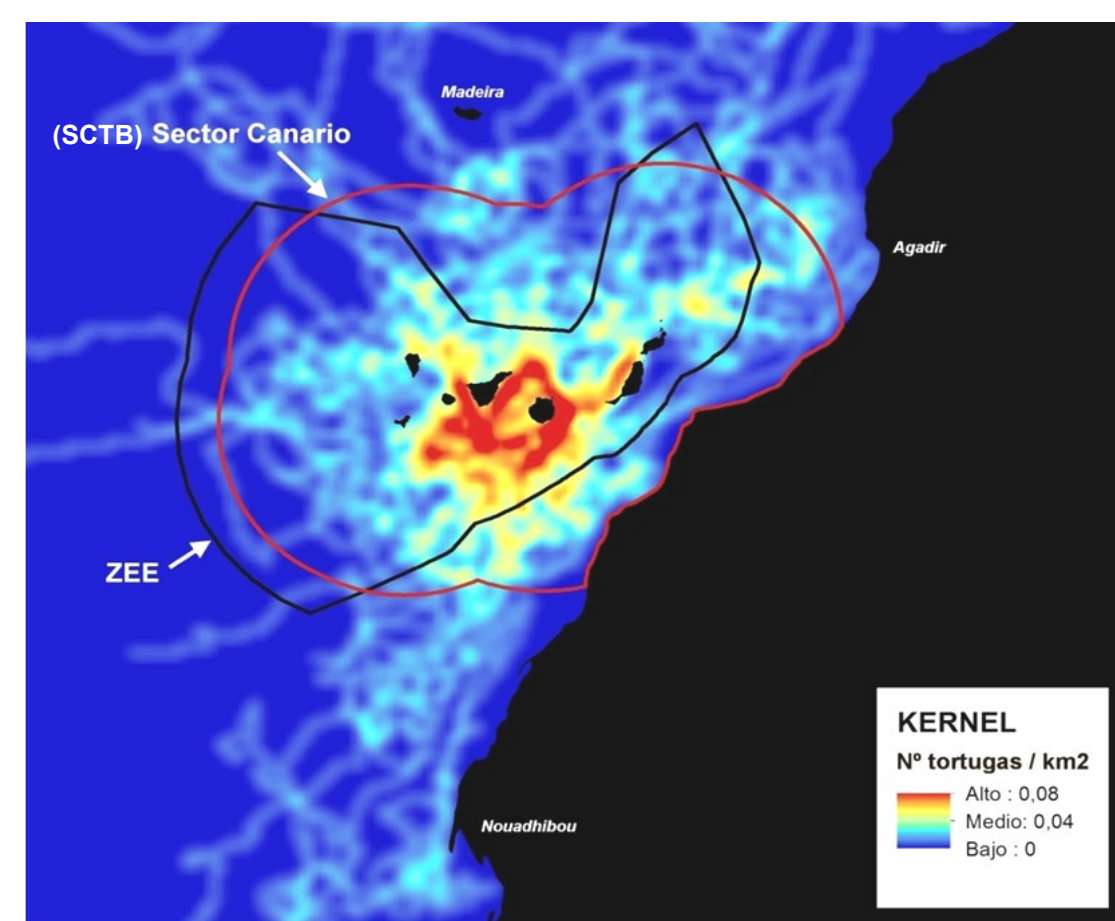 Madeira
(SCTB) Sector Canario
Agadir
ZEE
Nouadhibou
KERNEL
Nº tortugas / km2
Alto : 0,08
Medio: 0,04
Bajo : 0